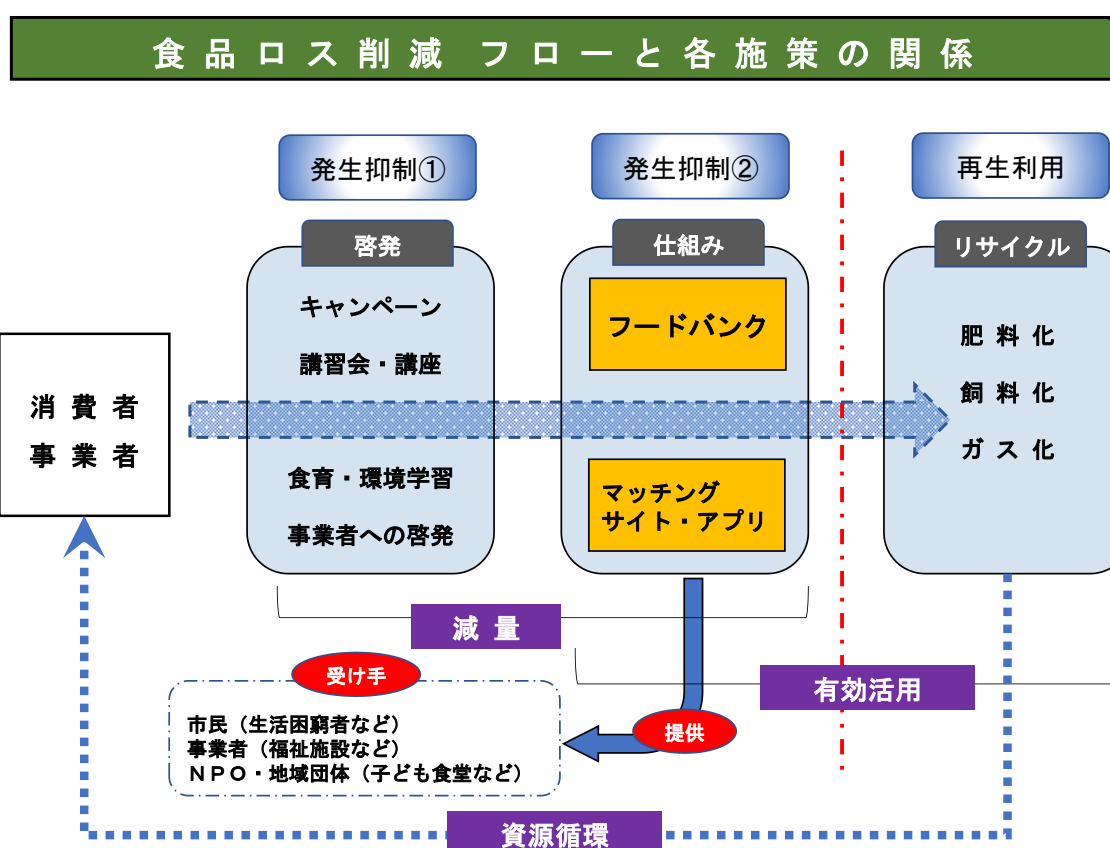 食品ロス削減 フローと各施策の関係
発生抑制①
発生抑制②
再生利用
啓発
仕組み
リサイクル
消費者
事業者
キャンペーン
講習会・講座
食育・環境学習
事業者への啓発
フードバンク
マッチング
サイト・アプリ
肥料化
飼料化
ガス化
減量
有効活用
受け手
提供
市民（生活困窮者など）
事業者（福祉施設など）
ＮＰＯ・地域団体（子ども食堂など）
資源循環